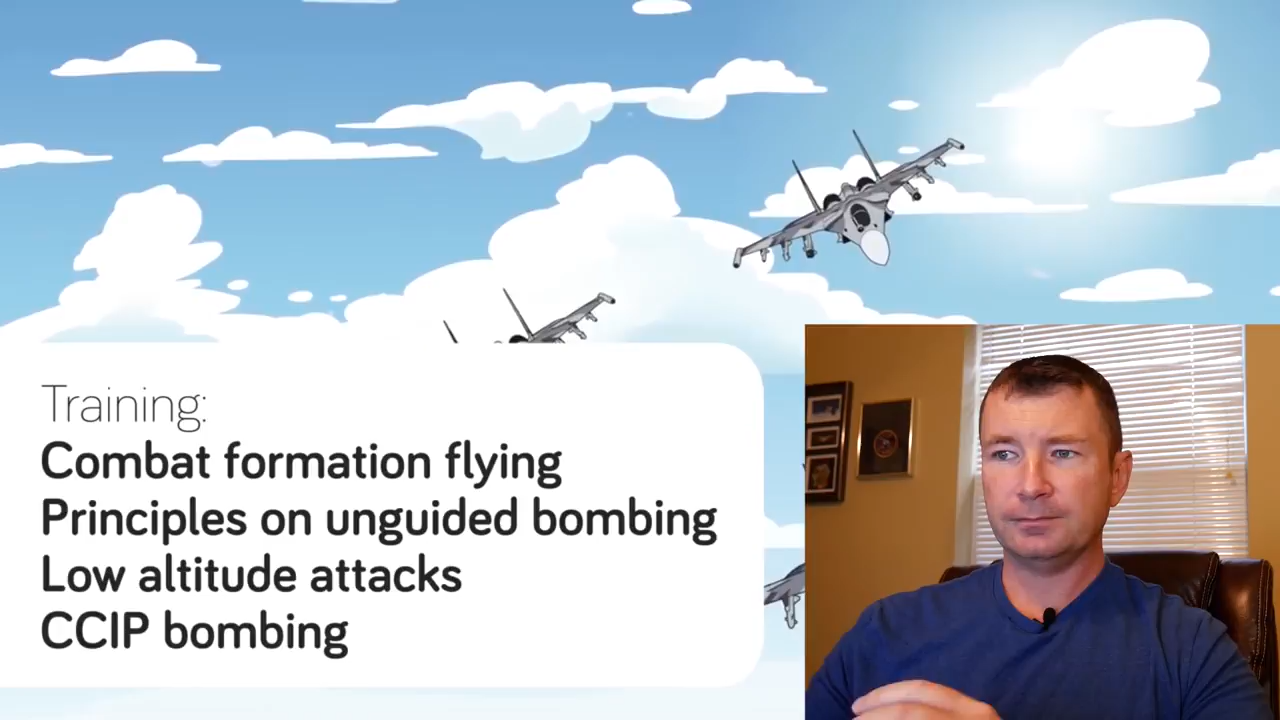 Training:
Combat formation flying
Principles on unguided bombing
Low altitude attacks
CCIP bombing